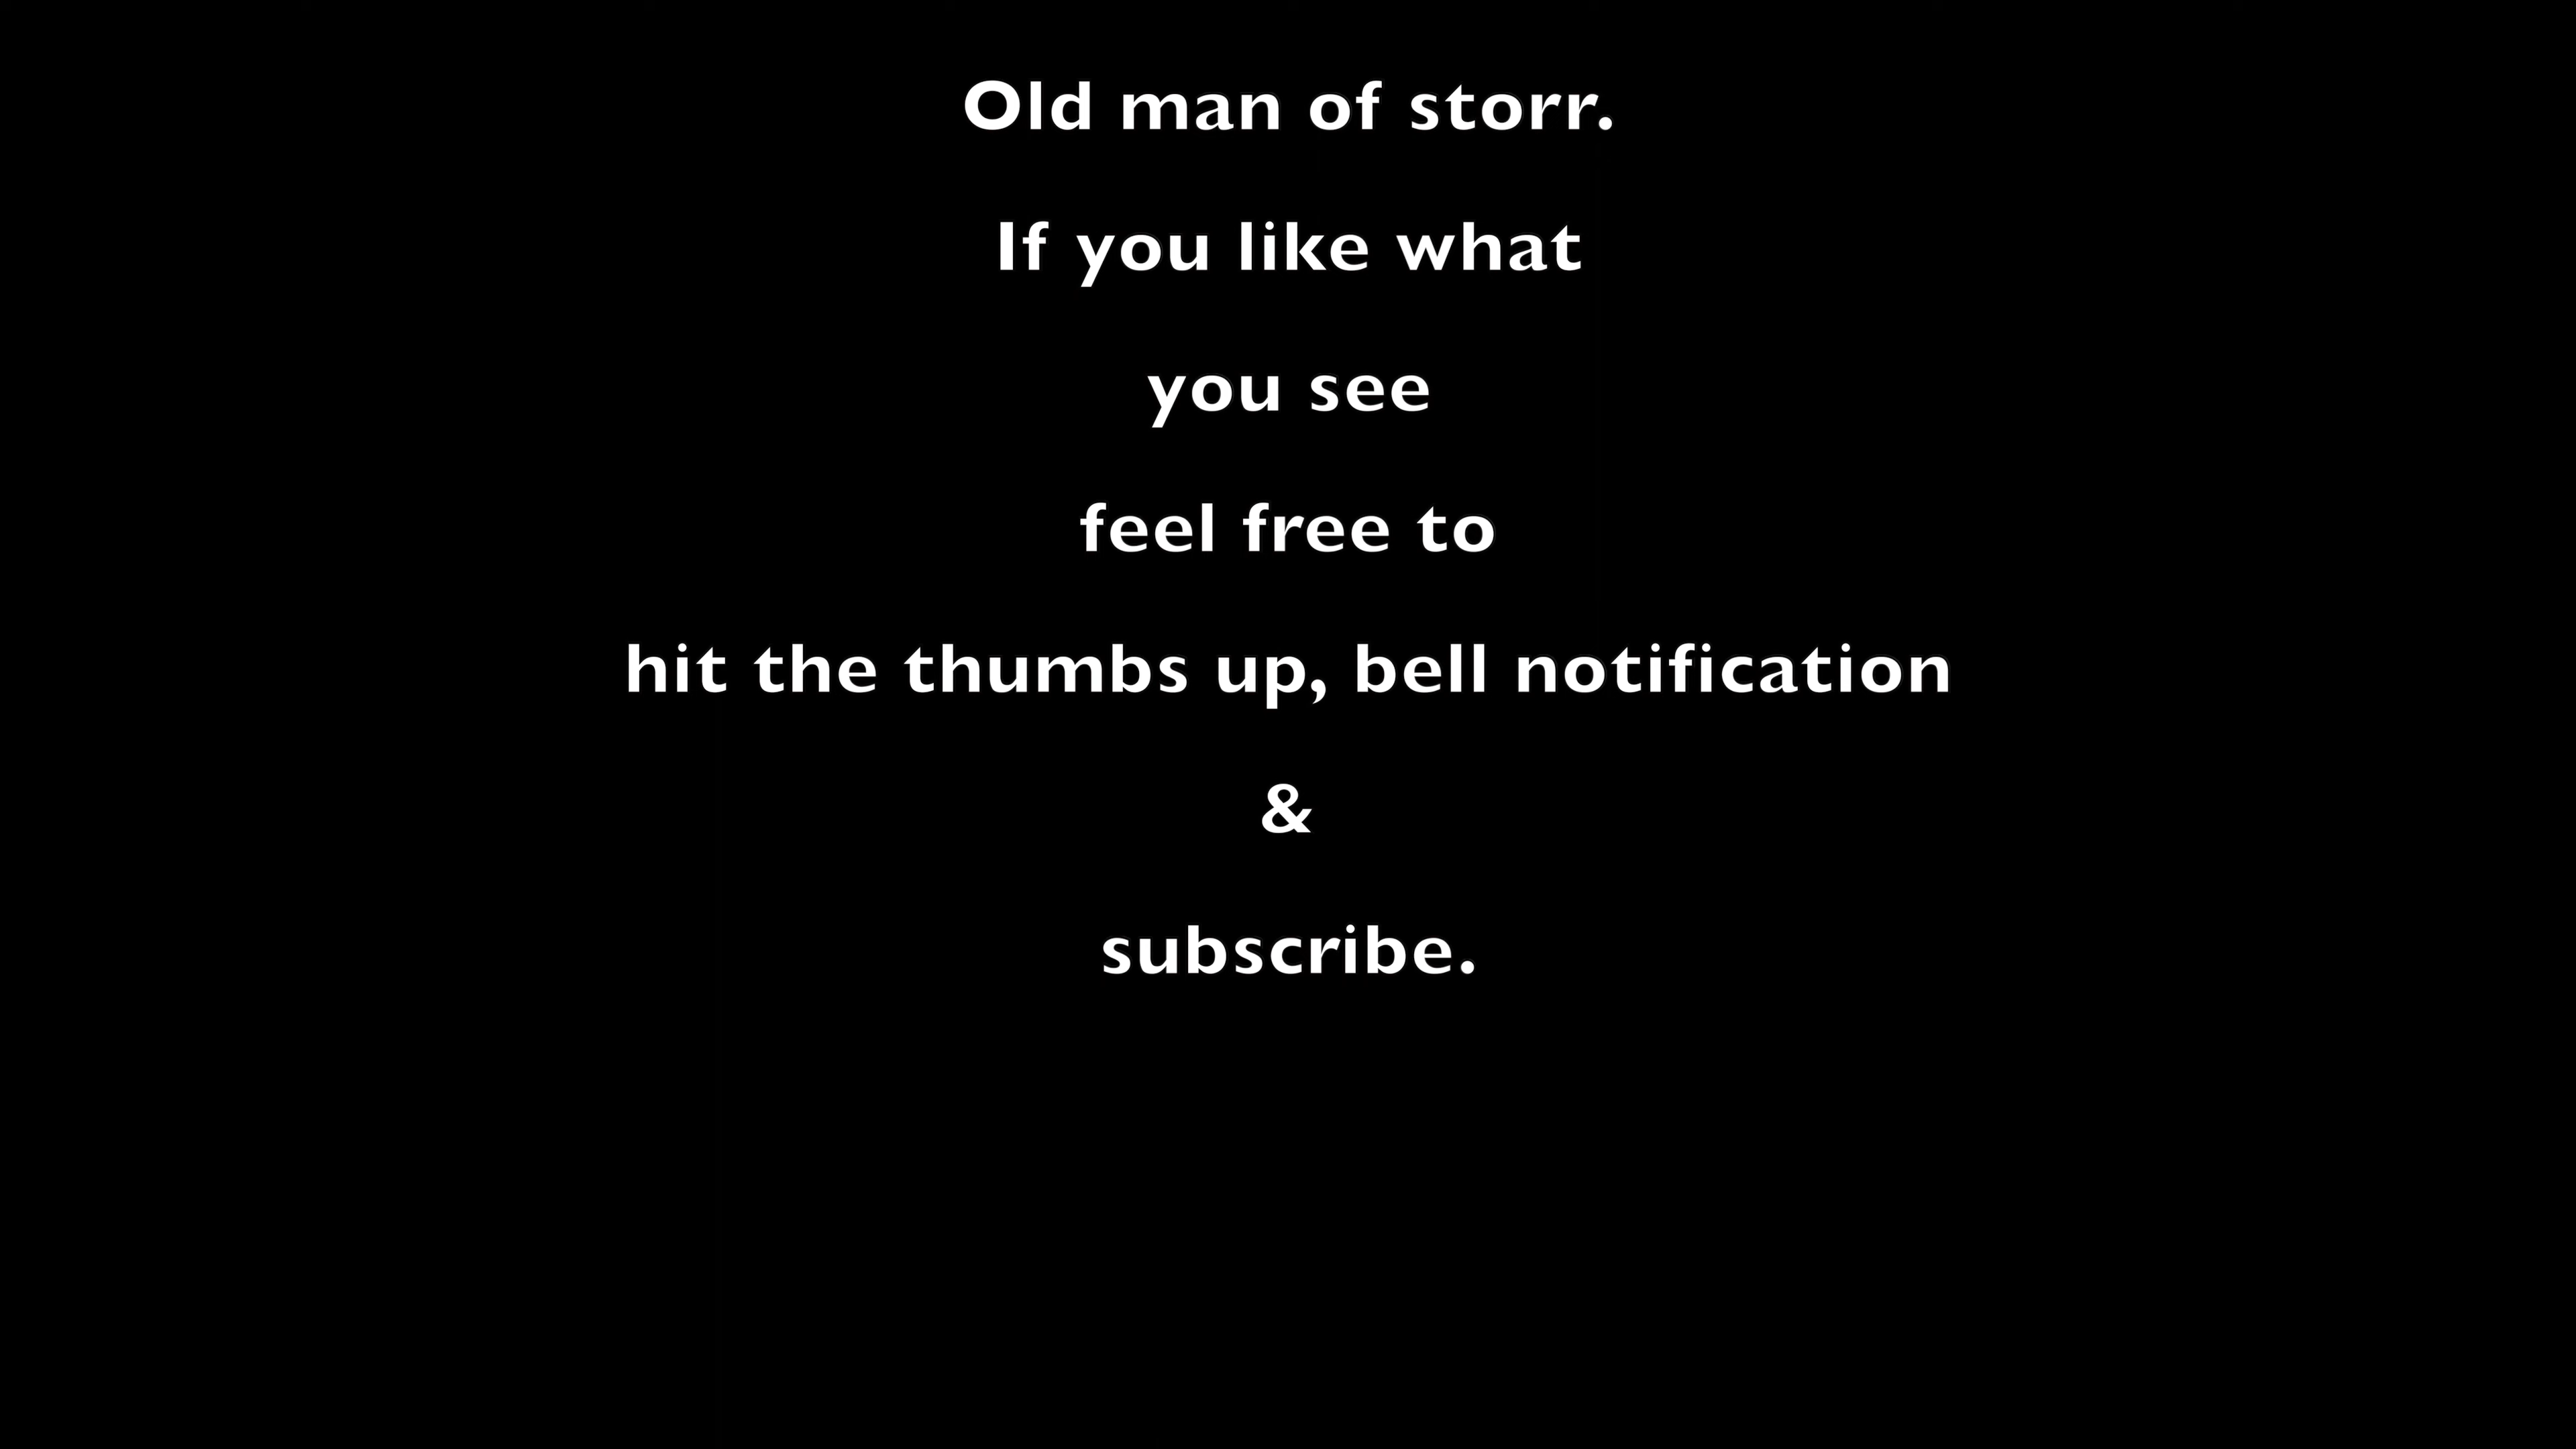 Old man of storr.
If you like what
you see
feel free to
hit the thumbs up, bell notification
&
subscribe.